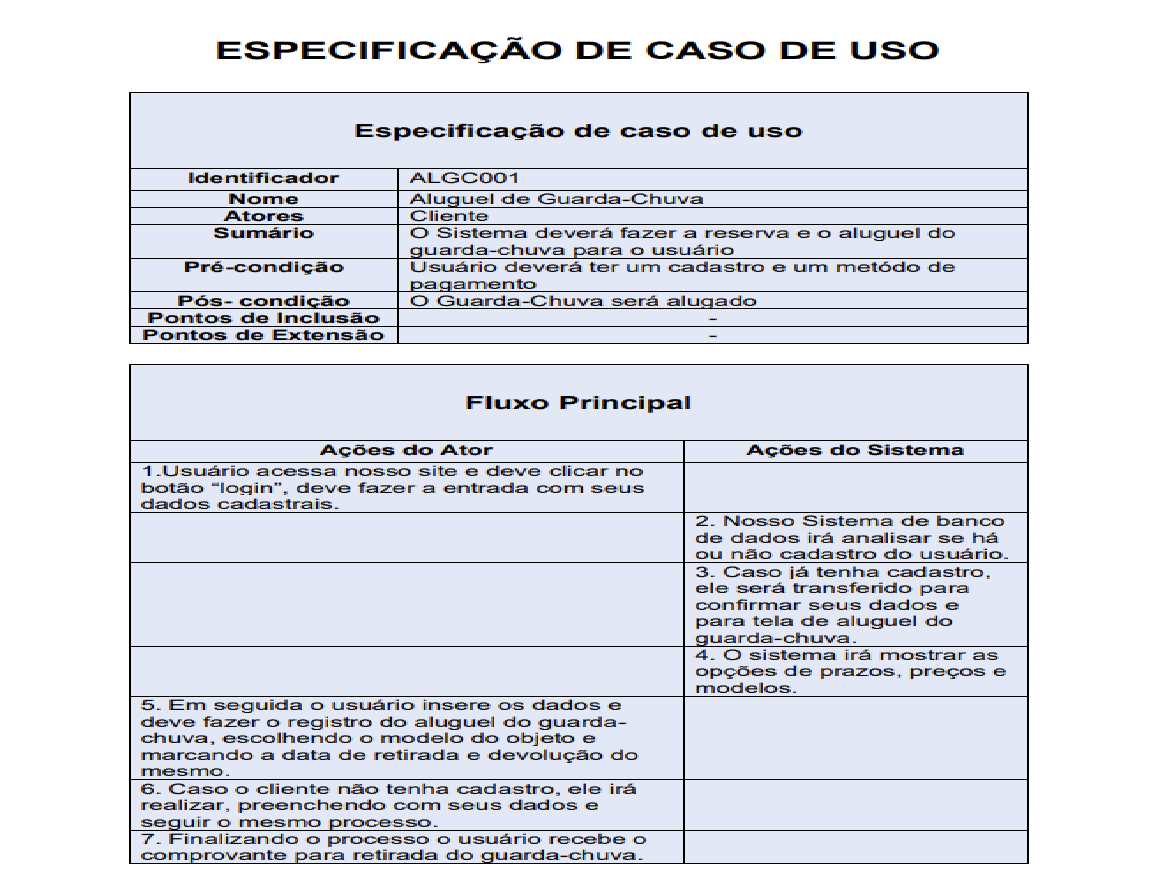 ESPECIFICAÇÃO DE CASO DE USO
Especificação de caso de uso
Identificador ALGC001
Nome Aluguel de Guarda-Chuva
Atores Cliente
Sumário O Sistema deverá fazer a reserva e o aluguel do
guarda-chuva para o usuário
Pré-condição Usuário deverá ter um cadastro e um metódo de
pagamento
Pós- condição O Guarda-Chuva será alugado
Pontos de Inclusão -
Pontos de Extensão -
Fluxo Principal
Ações do Ator Ações do Sistema
1.Usuário acessa nosso site e deve clicar no
botão “login”, deve fazer a entrada com seus
dados cadastrais.
2. Nosso Sistema de banco
de dados irá analisar se há
ou não cadastro do usuário.
3. Caso já tenha cadastro,
ele será transferido para
confirmar seus dados e
para tela de aluguel do
guarda-chuva.
4. O sistema irá mostrar as
opções de prazos, preços e
modelos.
5. Em seguida o usuário insere os dados e
deve fazer o registro do aluguel do guarda-
chuva, escolhendo o modelo do objeto e
marcando a data de retirada e devolução do
mesmo.
6. Caso o cliente não tenha cadastro, ele irá
realizar, preenchendo com seus dados e
seguir o mesmo processo.
7. Finalizando o processo o usuário recebe o
comprovante para retirada do guarda-chuva.